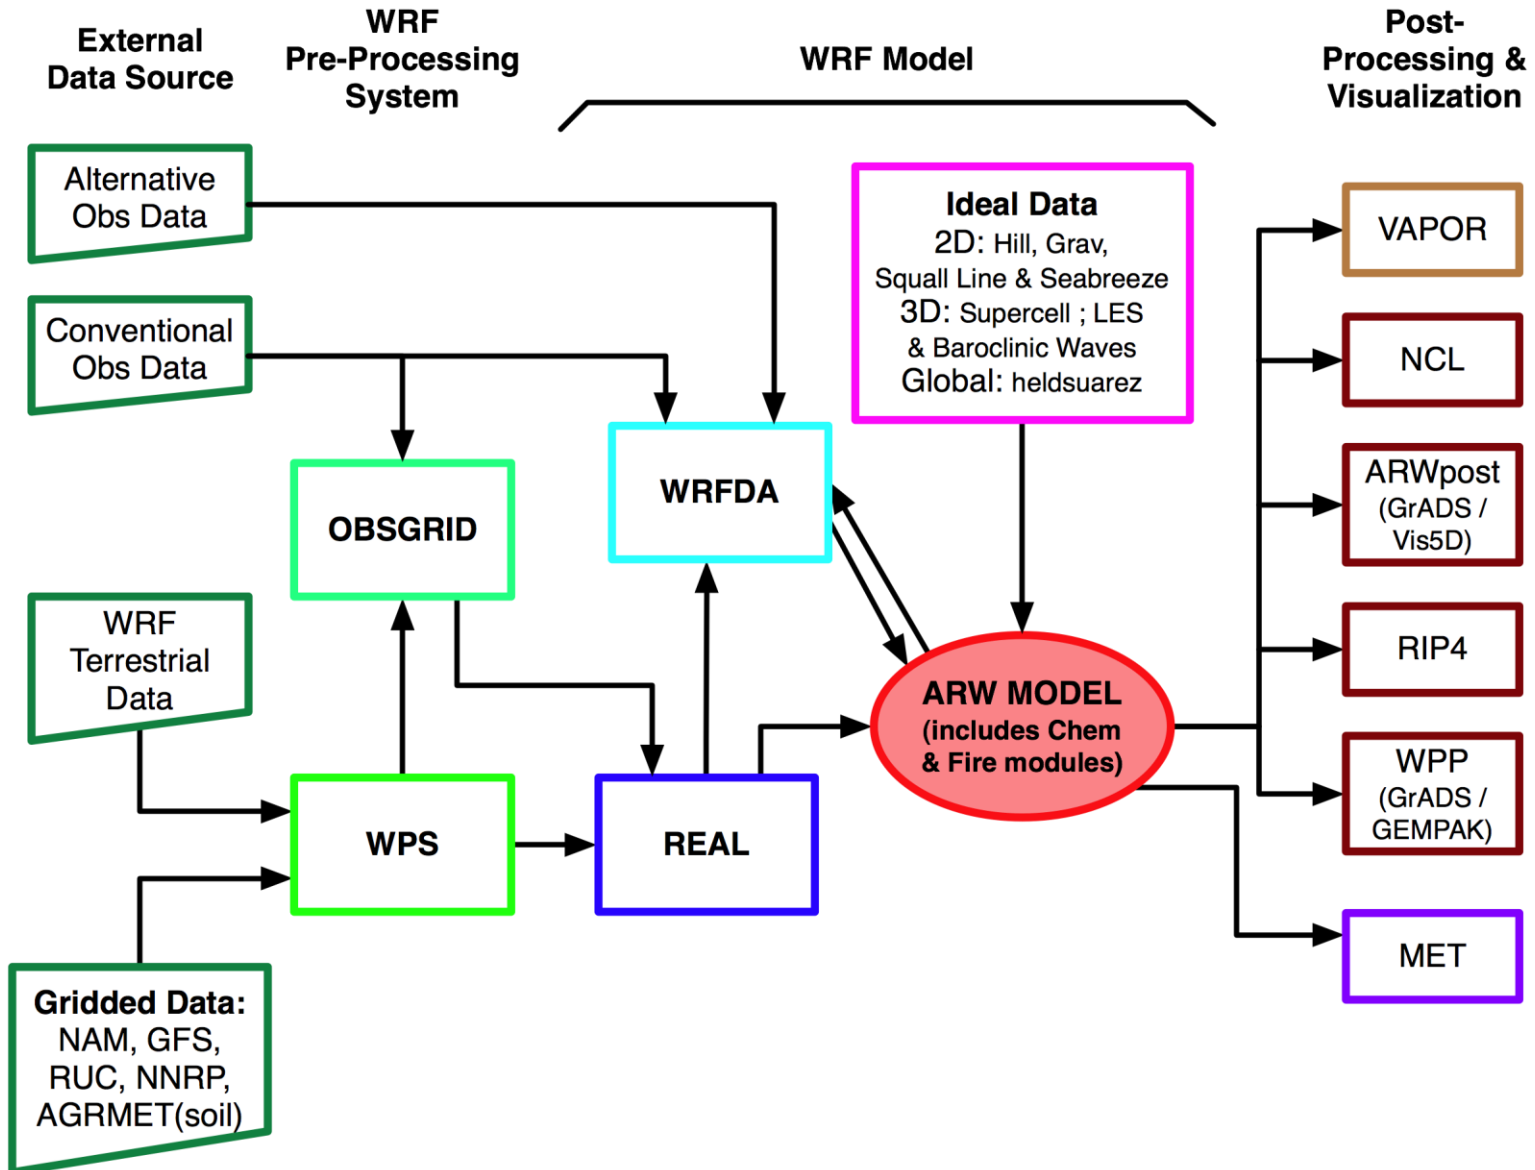 External
Data Source
WRF
Pre-Processing
System
WRF Model
Post-
Processing &
Visualization
Alternative
Obs Data
Conventional
Obs Data
WRF
Terrestrial
Data
Gridded Data:
NAM, GFS,
RUC, NNRP,
AGRMET(soil)
OBSGRID
WPS
WRFDA
REAL
Ideal Data
2D: Hill, Grav,
Squall Line & Seabreeze
3D: Supercell ; LES
& Baroclinic Waves
Global: heldsuarez
ARW MODEL
(includes Chem
& Fire modules)
VAPOR
NCL
ARWpost
(GrADS /
Vis5D)
RIP4
WPP
(GrADS /
GEMPAK)
MET